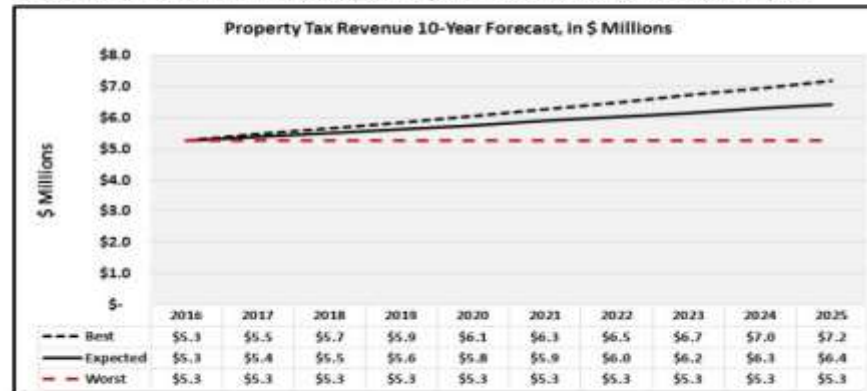 Property Tax Revenue 10-Year Forecast, in $ Millions
$8.0
$7.0
$6.0
$5.0
$4.0
$3.0
$2.0
$1.0
$-
$ Millions
2016 2017 2018 2019 2020 2021 2022 2023 2024 2025
Best $5.3 $5.5 $5.7 $5.9 $6.1 $6.3 $6.5 $6.7 $7.0 $7.2
Expected $5.3 $5.4 $5.5 $5.6 $5.8 $5.9 $6.0 $6.2 $6.3 $6.4
Worst $5.3 $5.3 $5.3 $5.3 $5.3 $5.3 $5.3 $5.3 $5.3 $5.3